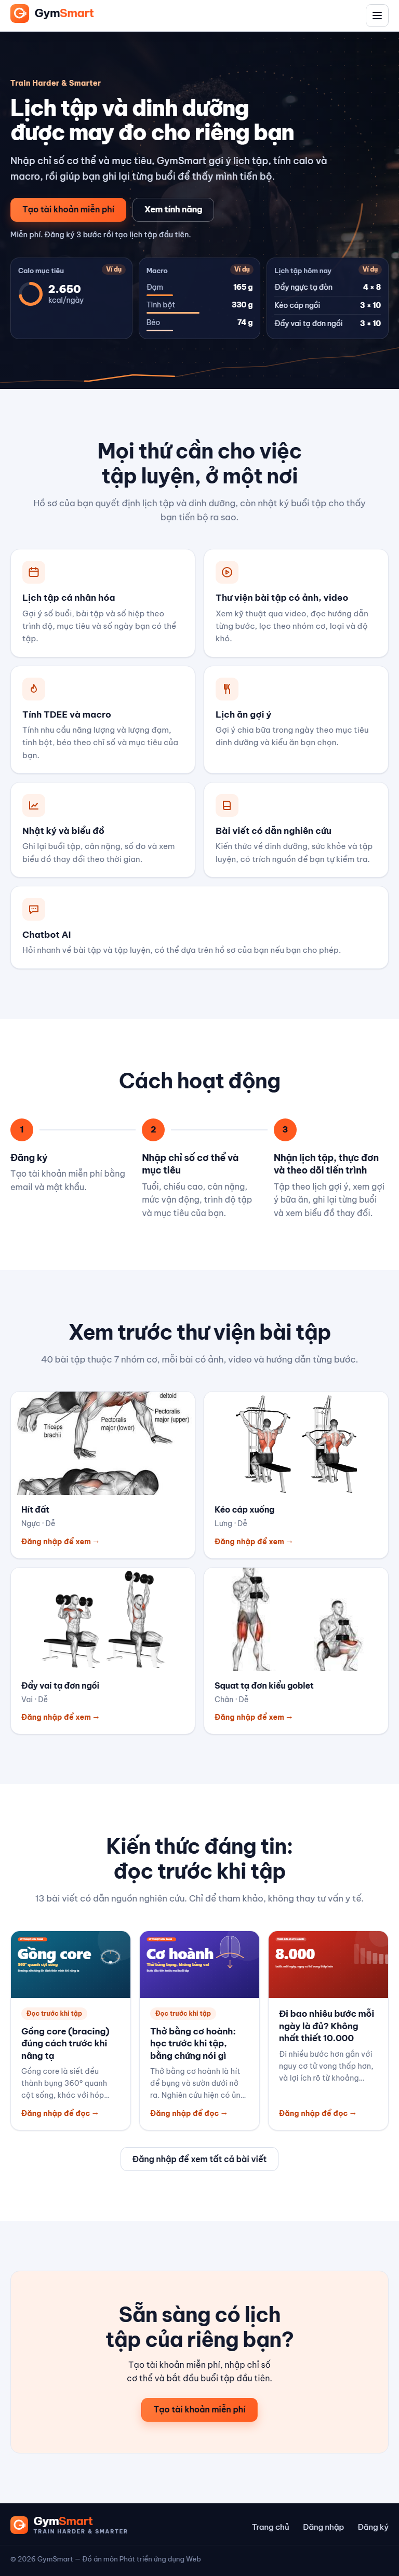 GymSmart
Train Harder & Smarter
Lịch tập và dinh dưỡng
được may đo cho riêng bạn
Nhập chỉ số cơ thể và mục tiêu, GymSmart gợi ý lịch tập, tính calo và
macro, rồi giúp bạn ghi lại từng buổi để thấy mình tiến bộ.
Tạo tài khoản miễn phí
Xem tính năng
Miễn phí. Đăng ký 3 bước rồi tạo lịch tập đầu tiên.
Calo mục tiêu
Ví dụ
2.650
kcal/ngày
Macro
Ví dụ
Đạm 165 g
Tinh bột 330 g
Béo 74 g
Lịch tập hôm nay
Ví dụ
Đẩy ngực tạ đòn 4 × 8
Kéo cáp ngồi 3 × 10
Đẩy vai tạ đơn ngồi 3 × 10
Mọi thứ cần cho việc
tập luyện, ở một nơi
Hồ sơ của bạn quyết định lịch tập và dinh dưỡng, còn nhật ký buổi tập cho thấy
bạn tiến bộ ra sao.
Lịch tập cá nhân hóa
Gợi ý số buổi, bài tập và số hiệp theo
trình độ, mục tiêu và số ngày bạn có thể
tập.
Thư viện bài tập có ảnh, video
Xem kỹ thuật qua video, đọc hướng dẫn
từng bước, lọc theo nhóm cơ, loại và độ
khó.
Tính TDEE và macro
Tính nhu cầu năng lượng và lượng đạm,
tinh bột, béo theo chỉ số và mục tiêu của
bạn.
Lịch ăn gợi ý
Gợi ý chia bữa trong ngày theo mục tiêu
dinh dưỡng và kiểu ăn bạn chọn.
Nhật ký và biểu đồ
Ghi lại buổi tập, cân nặng, số đo và xem
biểu đồ thay đổi theo thời gian.
Bài viết có dẫn nghiên cứu
Kiến thức về dinh dưỡng, sức khỏe và tập
luyện, có trích nguồn để bạn tự kiểm tra.
Chatbot AI
Hỏi nhanh về bài tập và tập luyện, có thể dựa trên hồ sơ của bạn nếu bạn cho phép.
Cách hoạt động
1
Đăng ký
Tạo tài khoản miễn phí bằng
email và mật khẩu.
2
Nhập chỉ số cơ thể và
mục tiêu
Tuổi, chiều cao, cân nặng,
mức vận động, trình độ tập
và mục tiêu của bạn.
3
Nhận lịch tập, thực đơn
và theo dõi tiến trình
Tập theo lịch gợi ý, xem gợi
ý bữa ăn, ghi lại từng buổi
và xem biểu đồ thay đổi.
Xem trước thư viện bài tập
40 bài tập thuộc 7 nhóm cơ, mỗi bài có ảnh, video và hướng dẫn từng bước.
deltoid
Triceps
brachii
Pectoralis
major (lower)
Pectoralis
major (upper)
Hít đất
Ngực · Dễ
Đăng nhập để xem →
Kéo cáp xuống
Lưng · Dễ
Đăng nhập để xem →
Đẩy vai tạ đơn ngồi
Vai · Dễ
Đăng nhập để xem →
Squat tạ đơn kiểu goblet
Chân · Dễ
Đăng nhập để xem →
Kiến thức đáng tin:
đọc trước khi tập
13 bài viết có dẫn nguồn nghiên cứu. Chỉ để tham khảo, không thay tư vấn y tế.
Gồng core
360° quanh cột sống
Đọc trước khi tập
Gồng core (bracing)
đúng cách trước khi
nâng tạ
Gồng core là siết đều
thành bụng 360° quanh
cột sống, khác với hóp…
Đăng nhập để đọc →
Cơ hoành
Thở bằng bụng, không bằng vai
Đọc trước khi tập
Thở bằng cơ hoành:
học trước khi tập,
bằng chứng nói gì
Thở bằng cơ hoành là hít
để bụng và sườn dưới nở
ra. Nghiên cứu hiện có ủn…
Đăng nhập để đọc →
8.000
Đi bao nhiêu bước mỗi
ngày là đủ? Không
nhất thiết 10.000
Đi nhiều bước hơn gắn với
nguy cơ tử vong thấp hơn,
và lợi ích rõ từ khoảng…
Đăng nhập để đọc →
Đăng nhập để xem tất cả bài viết
Sẵn sàng có lịch
tập của riêng bạn?
Tạo tài khoản miễn phí, nhập chỉ số
cơ thể và bắt đầu buổi tập đầu tiên.
Tạo tài khoản miễn phí
GymSmart
TRAIN HARDER & SMARTER
Trang chủ
Đăng nhập
Đăng ký
© 2026 GymSmart — Đồ án môn Phát triển ứng dụng Web